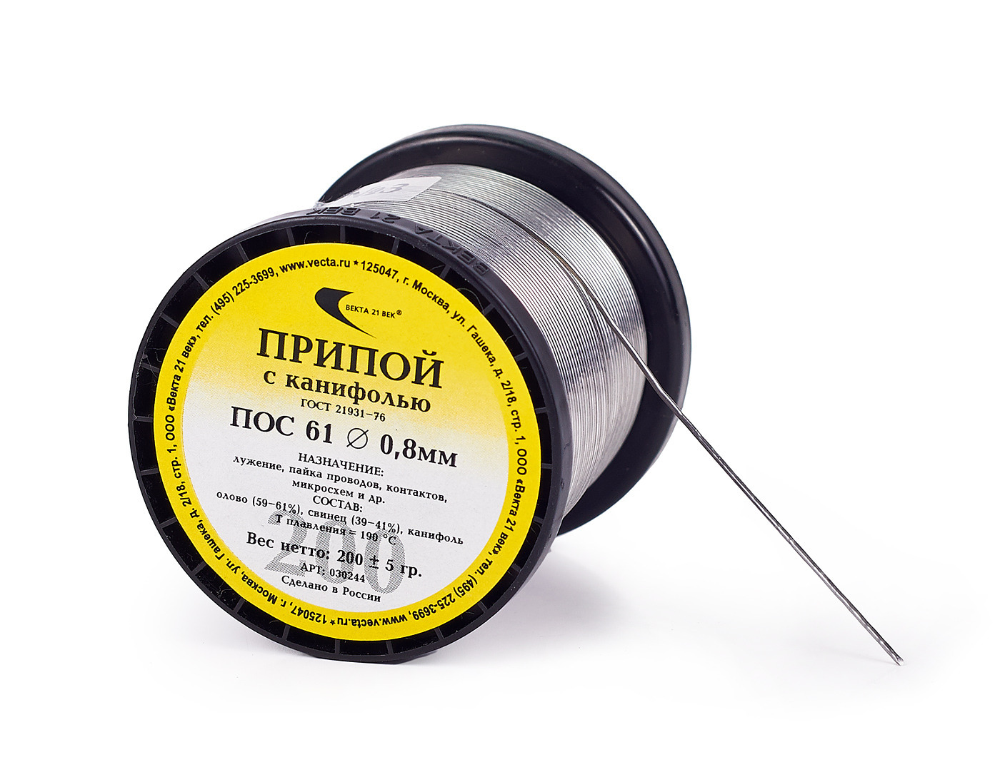 №3
ВЕКТА 21 ВЕК
ВЕКТА 21 ВЕК
ООО «Векта 21 век», тел. (495) 225-3699, www.vecta.ru * 125047, г. Москва, ул. Гашека, д. 2/18, стр. 1, ООО «Векта 21 век», тел. (495) 225-3699, www.vecta.ru * 125047, г. Москва, ул. Гашека, д. 2/18, стр. 1,
ВЕКТА 21 ВЕК®
ПРИПОЙ
с канифолью
ГОСТ 21931-76
ПОС 61 ∅ 0,8мм
НАЗНАЧЕНИЕ:
лужение, пайка проводов, контактов,
микросхем и др.
СОСТАВ:
олово (59-61%), свинец (39-41%), канифоль
Т плавления = 190 °С
200
Вес нетто: 200 ± 5 гр.
АРТ: 030244
Сделано в России